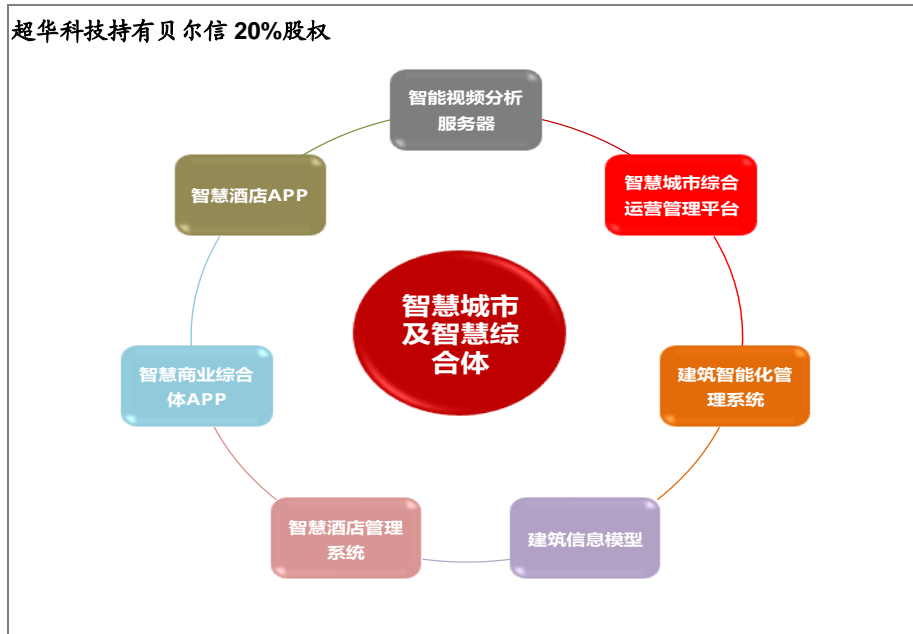 超华科技持有贝尔信 20%股权
智能视频分析
服务器
智慧城市综合
运营管理平台
建筑智能化管
理系统
建筑信息模型
智慧酒店管理
系统
智慧商业综合
体APP
智慧酒店APP
智慧城市
及智慧综
合体